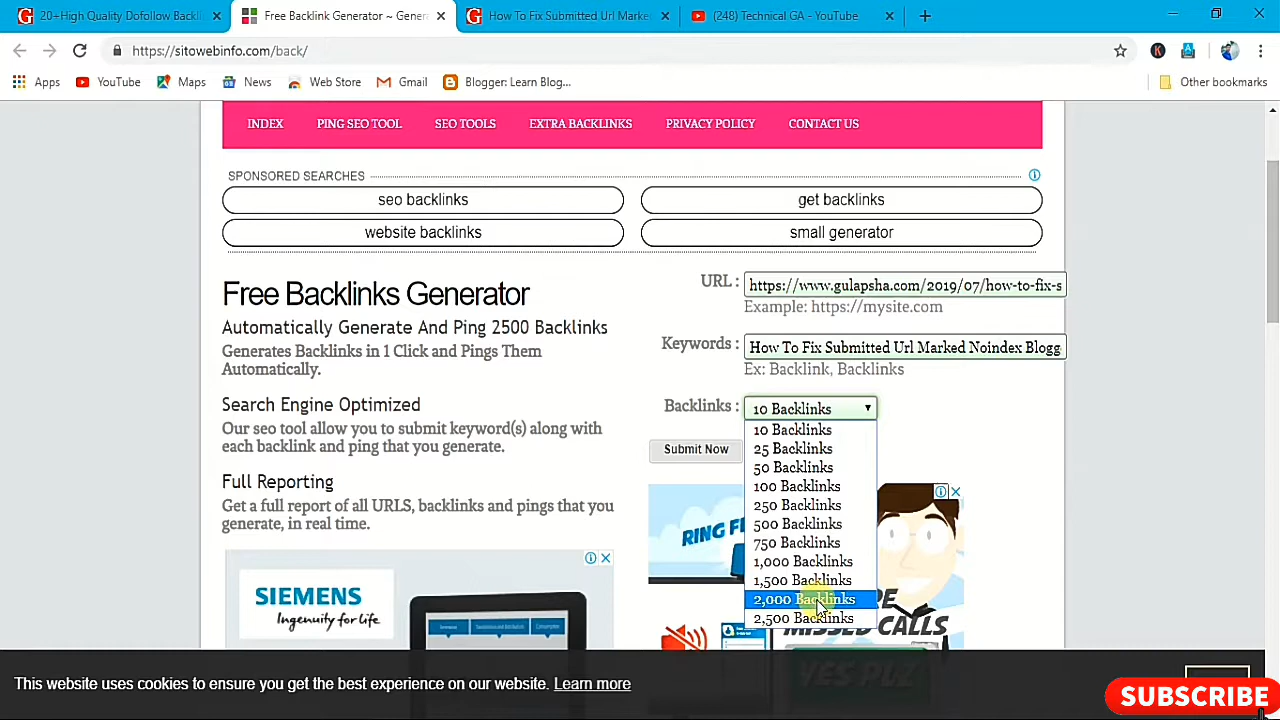 20+High Quality Dofollow Backli
Free Backlink Generator ~ Gener
How To Fix Submitted Url Marke
(248) Technical GA - YouTube
https://sitowebinfo.com/back/
Apps
YouTube
Maps
News
Web Store
Gmail
Blogger: Learn Blog...
Other bookmarks
INDEX
PING SEO TOOL
SEO TOOLS
EXTRA BACKLINKS
PRIVACY POLICY
CONTACT US
SPONSORED SEARCHES
seo backlinks
get backlinks
website backlinks
small generator
Free Backlinks Generator
Automatically Generate And Ping 2500 Backlinks
Generates Backlinks in 1 Click and Pings Them
Automatically.
Search Engine Optimized
Our seo tool allow you to submit keyword(s) along with
each backlink and ping that you generate.
Full Reporting
Get a full report of all URLS, backlinks and pings that you
generate, in real time.
URL :
https://www.gulapsha.com/2019/07/how-to-fix-s
Example: https://mysite.com
Keywords :
How To Fix Submitted Url Marked Noindex Blogg
Ex: Backlink, Backlinks
Backlinks :
10 Backlinks
10 Backlinks
25 Backlinks
50 Backlinks
100 Backlinks
250 Backlinks
500 Backlinks
750 Backlinks
1,000 Backlinks
1,500 Backlinks
2,000 Backlinks
2,500 Backlinks
Submit Now
RING
MISSED CALLS
YES PLZ
SIEMENS
Ingenuity for life
This website uses cookies to ensure you get the best experience on our website. Learn more
SUBSCRIBE